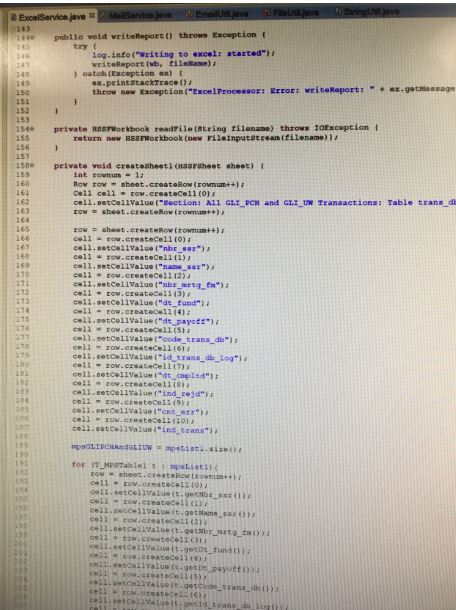 ExcelService.java MailService.java EmailUtil.java FileUtil.java StringUtil.java
143
144 public void writeReport() throws Exception {
145 try {
146 log.info("Writing to excel: started");
147 writeReport(wb, fileName);
148 } catch(Exception ex) {
149 ex.printStackTrace();
150 throw new Exception("ExcelProcessor: Error: writeReport: " + ex.getMessage
151 }
152 }
153
154 private HSSFWorkbook readFile(String filename) throws IOException {
155 return new HSSFWorkbook(new FileInputStream(filename));
156 }
157
158 private void createSheet1(HSSFSheet sheet) {
159 int rownum = 1;
160 Row row = sheet.createRow(rownum++);
161 Cell cell = row.createCell(0);
162 cell.setCellValue("Section: All GLI_PCH and GLI_UW Transactions: Table trans_db
163 row = sheet.createRow(rownum++);
164
165 row = sheet.createRow(rownum++);
166 cell = row.createCell(0);
167 cell.setCellValue("nbr_ssr");
168 cell = row.createCell(1);
169 cell.setCellValue("name_ssr");
170 cell = row.createCell(2);
171 cell.setCellValue("nbr_mrtg_fm");
172 cell = row.createCell(3);
173 cell.setCellValue("dt_fund");
174 cell = row.createCell(4);
175 cell.setCellValue("dt_payoff");
176 cell = row.createCell(5);
177 cell.setCellValue("code_trans_db");
178 cell = row.createCell(6);
179 cell.setCellValue("id_trans_db_log");
180 cell = row.createCell(7);
181 cell.setCellValue("dt_cmpltd");
182 cell = row.createCell(8);
183 cell.setCellValue("ind_rejd");
184 cell = row.createCell(9);
185 cell.setCellValue("cnt_err");
186 cell = row.createCell(10);
187 cell.setCellValue("ind_trans");
188
189 mpsGLIPCHAndGLIUW = mpsList1.size();
190
191 for (T_MPSTable1 t : mpsList1){
192 row = sheet.createRow(rownum++);
193 cell = row.createCell(0);
194 cell.setCellValue(t.getNbr_ssr());
195 cell = row.createCell(1);
196 cell.setCellValue(t.getName_ssr());
197 cell = row.createCell(2);
198 cell.setCellValue(t.getNbr_mrtg_fm());
199 cell = row.createCell(3);
200 cell.setCellValue(t.getDt_fund());
201 cell = row.createCell(4);
202 cell.setCellValue(t.getDt_payoff());
203 cell = row.createCell(5);
204 cell.setCellValue(t.getCode_trans_db());
205 cell = row.createCell(6);
206 cell.setCellValue(t.getId_trans_db_log());